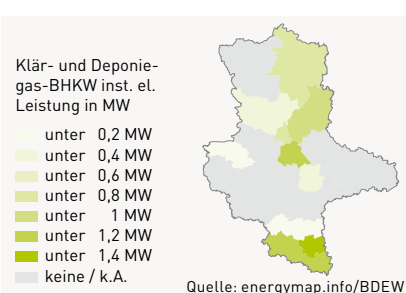 Klär- und Deponie-
gas-BHKW inst. el.
Leistung in MW
unter 0,2 MW
unter 0,4 MW
unter 0,6 MW
unter 0,8 MW
unter 1 MW
unter 1,2 MW
unter 1,4 MW
keine / k.A.
Quelle: energymap.info/BDEW